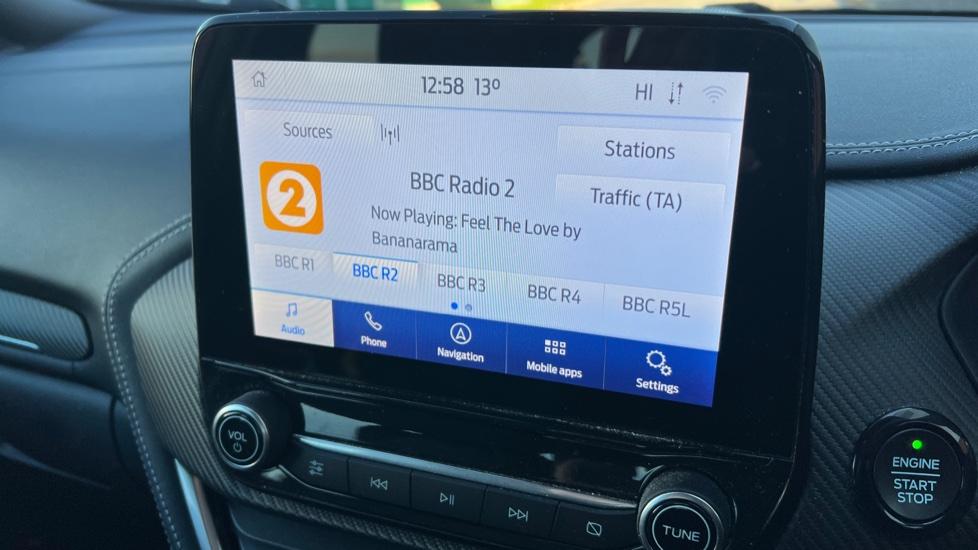 12:58 13º HI
Sources
Stations
2
BBC Radio 2
Traffic (TA)
Now Playing: Feel The Love by
Bananarama
BBC R1 BBC R2 BBC R3 BBC R4 BBC R5L
Audio Phone Navigation Mobile apps Settings
VOL
TUNE
ENGINE
START
STOP